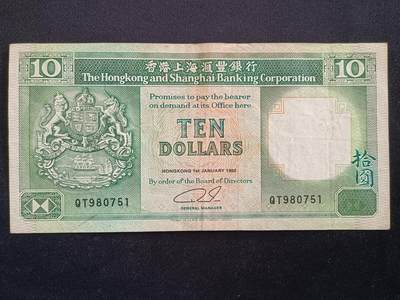 10 香港上海滙豐銀行 10
The Hongkong and Shanghai Banking Corporation
Promises to pay the bearer
on demand at its Office here
TEN
DOLLARS
HONGKONG 1ST JANUARY
By order of the Board of Directors
拾圓
QT980751 QT980751
GENERAL MANAGER